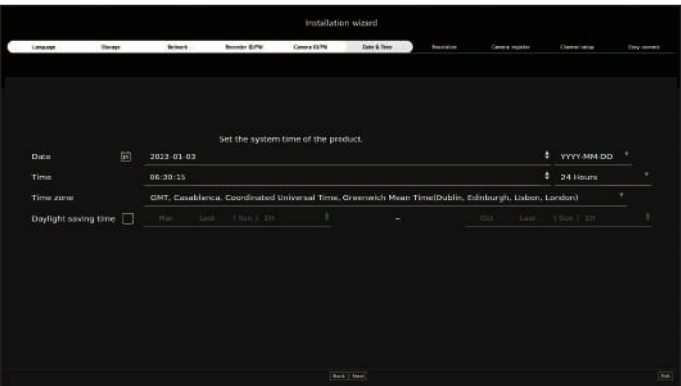 Installation wizard
Language Storage Network Recorder ID/PW Camera ID/PW Date & Time Resolution Camera register Channel setup Easy connect
Set the system time of the product.
Date 2023-01-03 YYYY-MM-DD
Time 06:30:15 24 Hours
Time zone GMT, Casablanca, Coordinated Universal Time, Greenwich Mean Time(Dublin, Edinburgh, Lisbon, London)
Daylight saving time Mar Last (Sun) 1H – Oct Last (Sun) 1H
Back Next Exit